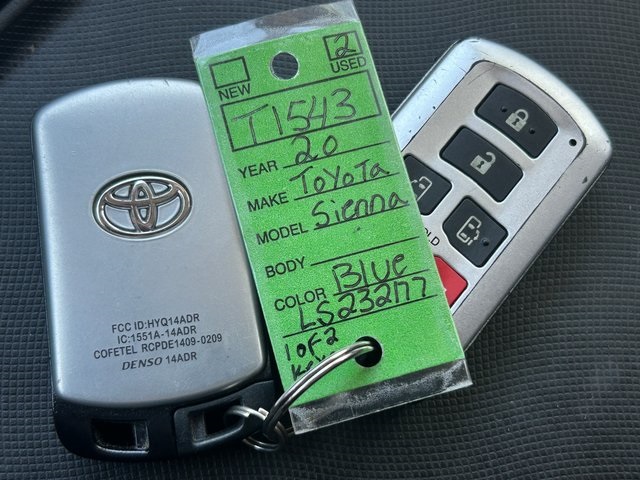 2
NEW USED
T1543
YEAR 20
MAKE ToYoTa
MODEL Sienna
BODY
COLOR Blue
LS232177
1 of 2
FCC ID:HYQ14ADR
IC:1551A-14ADR
COFETEL RCPDE1409-0209
DENSO 14ADR